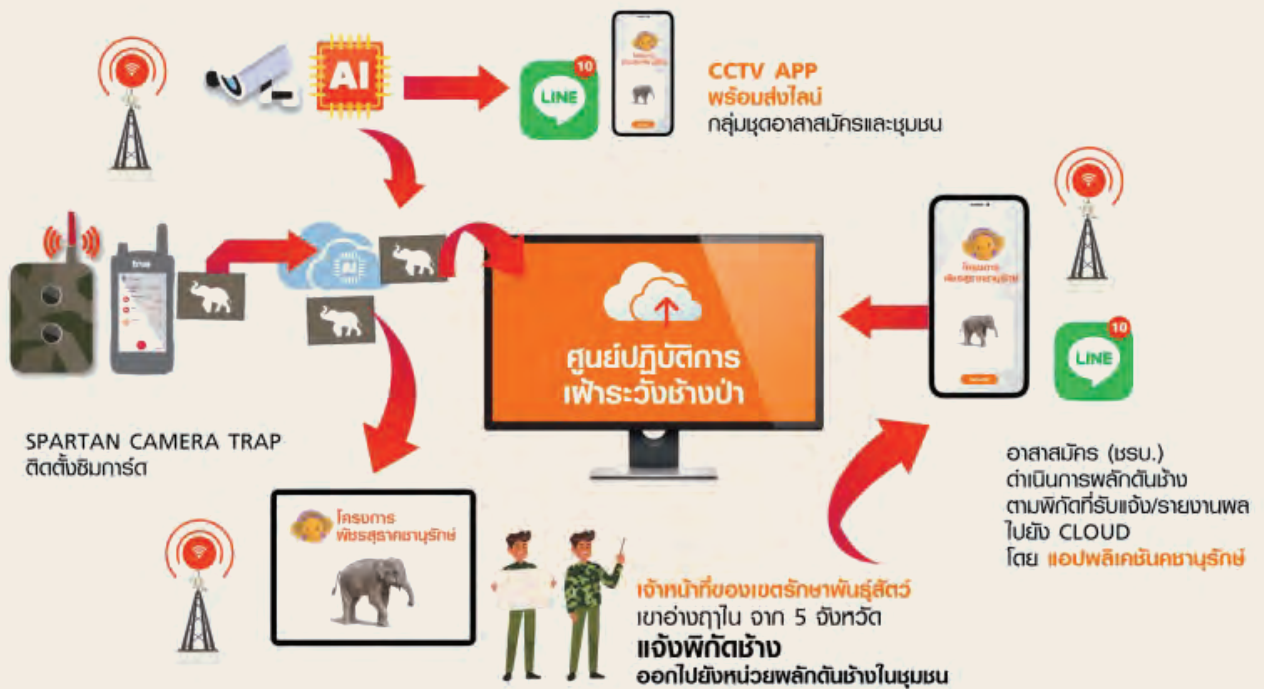 AI
LINE
10
CCTV APP
พร้อมส่งไลน์
กลุ่มชุดอาสาสมัครและชุมชน
true
AI
ศูนย์ปฏิบัติการ
เฝ้าระวังช้างป่า
โครงการ
พัชรสุธาคชานุรักษ์
10
LINE
SPARTAN CAMERA TRAP
ติดตั้งซิมการ์ด
อาสาสมัคร (ชรบ.)
ดำเนินการผลักดันช้าง
ตามพิกัดที่รับแจ้ง/รายงานผล
ไปยัง CLOUD
โดย แอปพลิเคชันคชานุรักษ์
โครงการ
พัชรสุธาคชานุรักษ์
เจ้าหน้าที่ของเขตรักษาพันธุ์สัตว์
เขาอ่างฤาไน จาก 5 จังหวัด
แจ้งพิกัดช้าง
ออกไปยังหน่วยผลักดันช้างในชุมชน